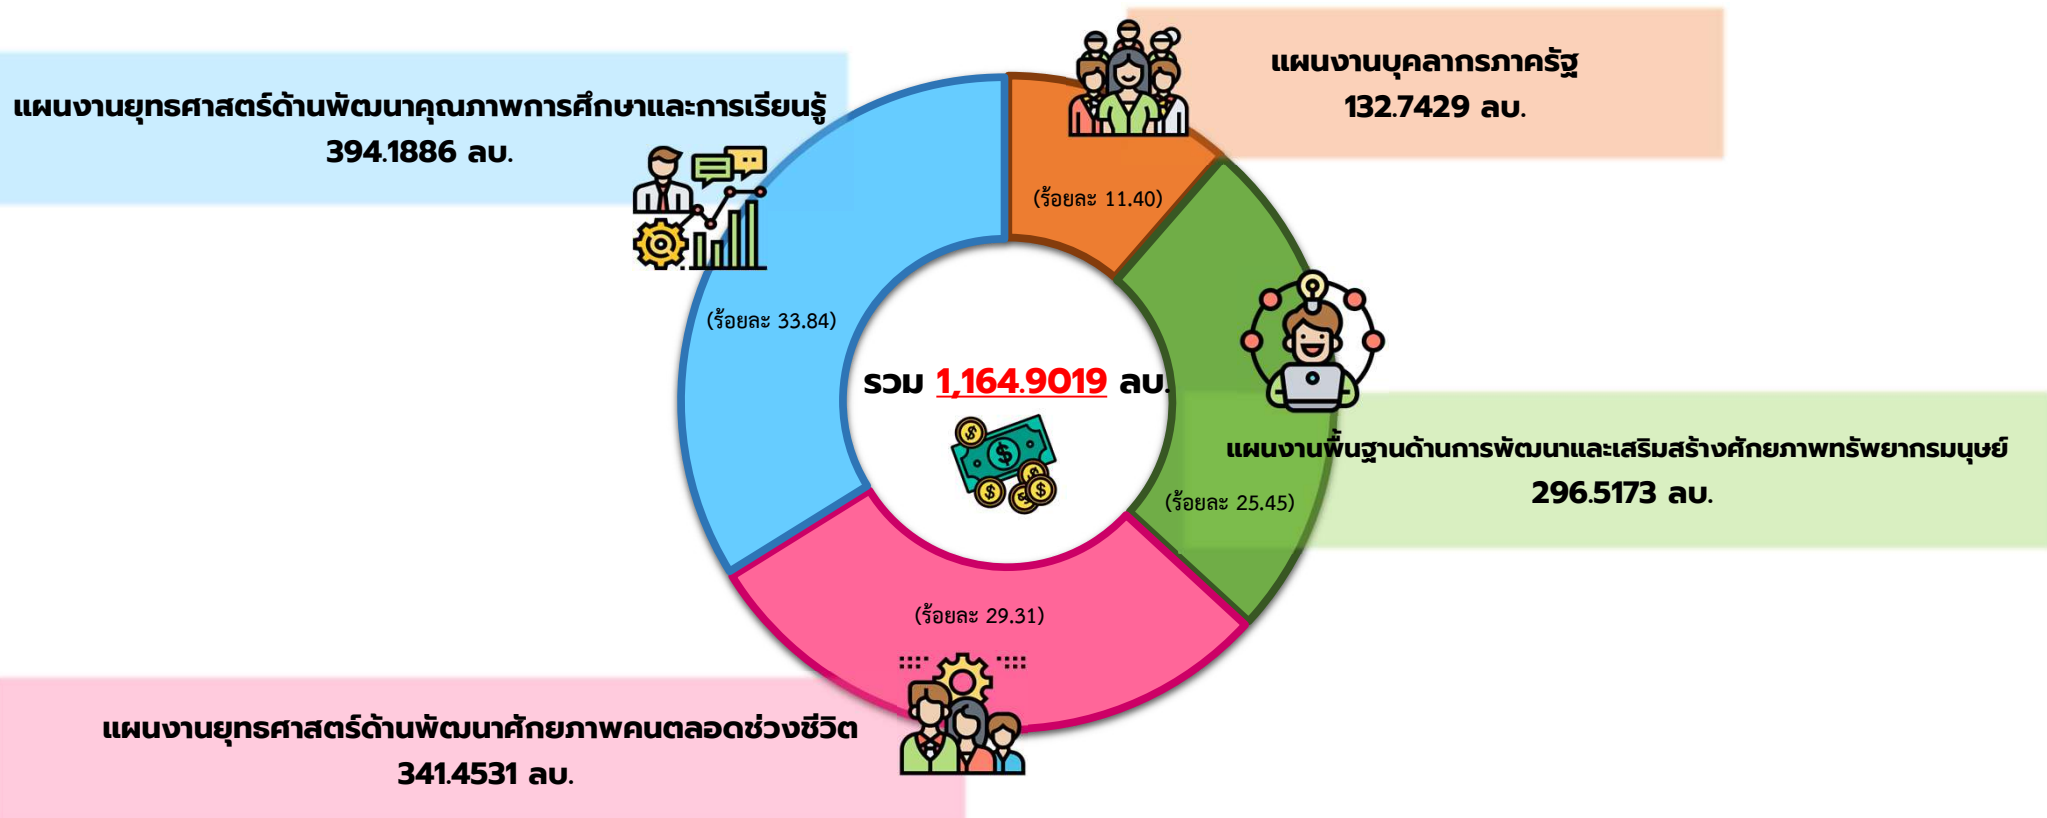 แผนงานบุคลากรภาครัฐ
132.7429 ลบ.
แผนงานยุทธศาสตร์ด้านพัฒนาคุณภาพการศึกษาและการเรียนรู้
394.1886 ลบ.
(ร้อยละ 11.40)
(ร้อยละ 33.84)
รวม 1,164.9019 ลบ.
แผนงานพื้นฐานด้านการพัฒนาและเสริมสร้างศักยภาพทรัพยากรมนุษย์
296.5173 ลบ.
(ร้อยละ 25.45)
(ร้อยละ 29.31)
แผนงานยุทธศาสตร์ด้านพัฒนาศักยภาพคนตลอดช่วงชีวิต
341.4531 ลบ.